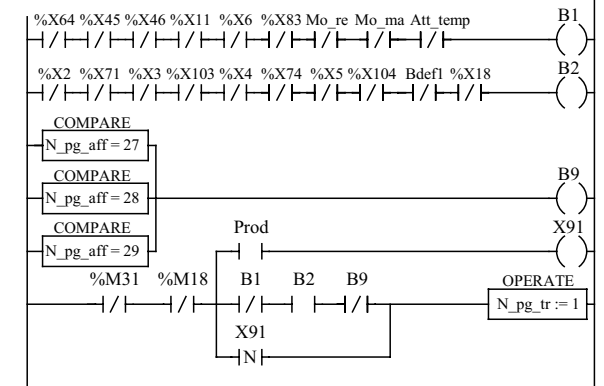 %X64 %X45 %X46 %X11 %X6 %X83 Mo_re Mo_ma Att_temp B1
%X2 %X71 %X3 %X103 %X4 %X74 %X5 %X104 Bdef1 %X18 B2
COMPARE
N_pg_aff = 27
COMPARE
N_pg_aff = 28 B9
COMPARE
N_pg_aff = 29
Prod X91
%M31 %M18 B1 B2 B9 OPERATE
N_pg_tr := 1
X91
N